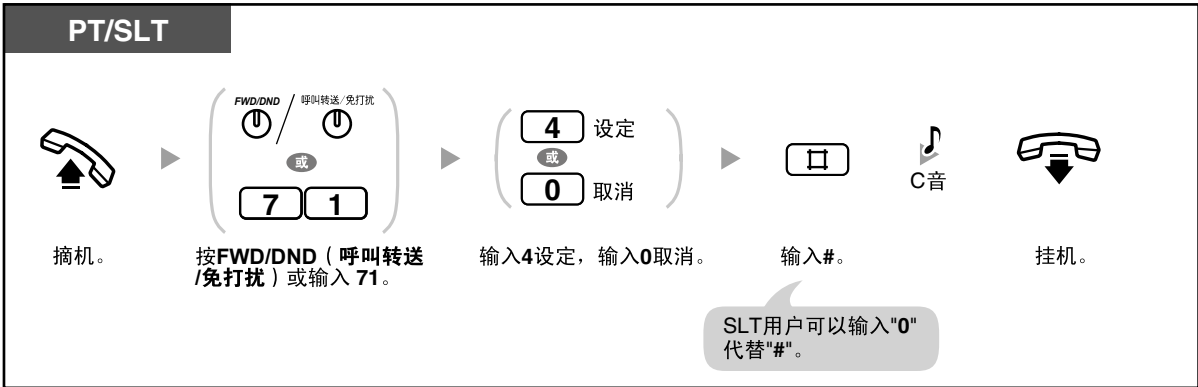 PT/SLT
FWD/DND / 呼叫转送/免打扰
或
7 1
4 设定
或
0 取消
#
C音
摘机。
按FWD/DND（呼叫转送
/免打扰）或输入 71。
输入4设定，输入0取消。
输入#。
挂机。
SLT用户可以输入"0"
代替"#"。